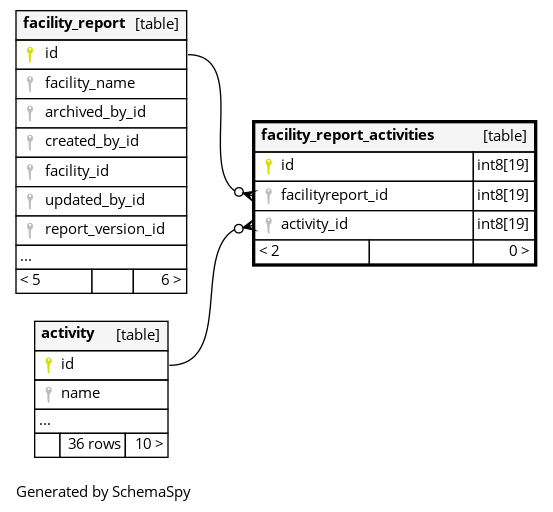 facility_report [table]
id
facility_name
archived_by_id
created_by_id
facility_id
updated_by_id
report_version_id
...
< 5 6 >
facility_report_activities [table]
id int8[19]
facilityreport_id int8[19]
activity_id int8[19]
< 2 0 >
activity [table]
id
name
...
36 rows 10 >
Generated by SchemaSpy